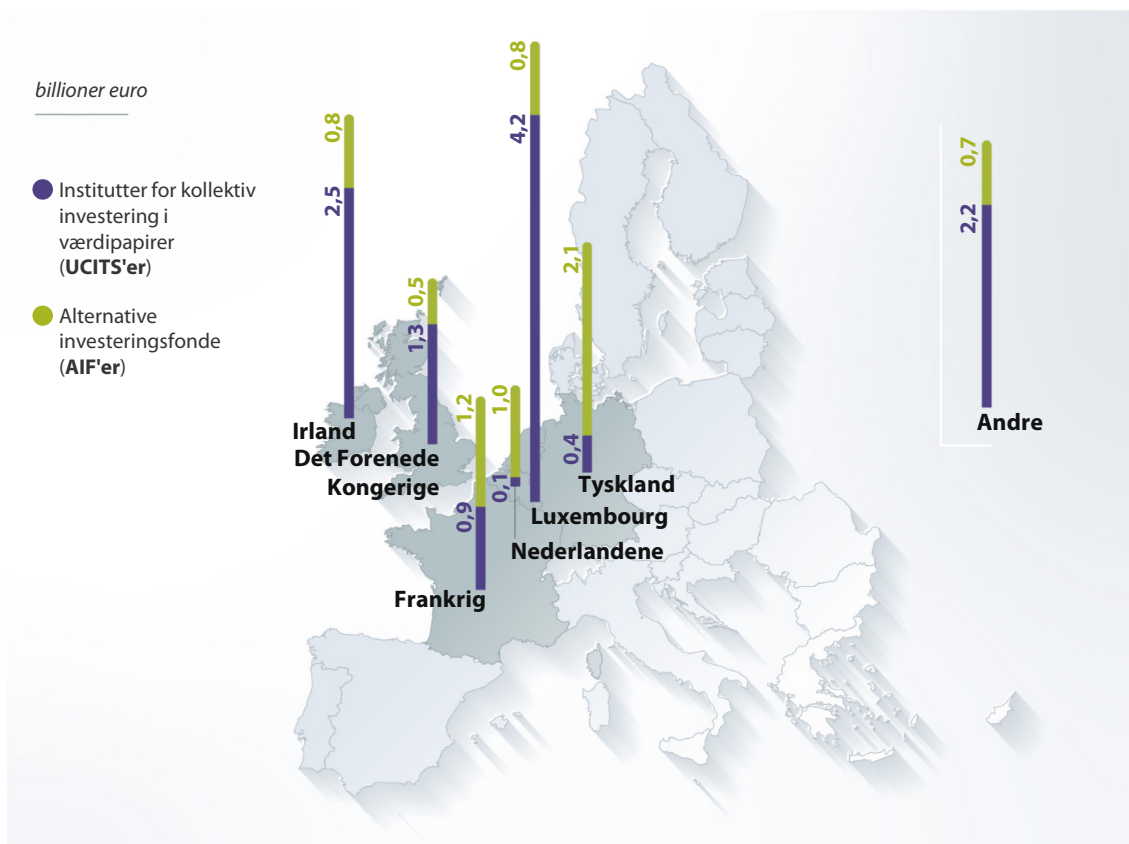 billioner euro
Institutter for kollektiv
investering i
værdipapirer
(UCITS'er)
Alternative
investeringsfonde
(AIF'er)
0,8
2,5
Irland
0,5
1,3
Det Forenede
Kongerige
1,2
0,9
Frankrig
1,0
0,1
Nederlandene
0,8
4,2
Luxembourg
2,1
0,4
Tyskland
0,7
2,2
Andre